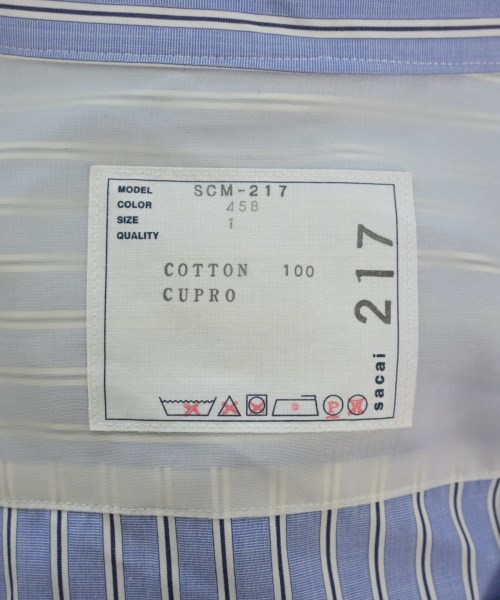 MODEL SCM-217
COLOR 458
SIZE 1
QUALITY
COTTON 100
CUPRO
P W
sacai 217